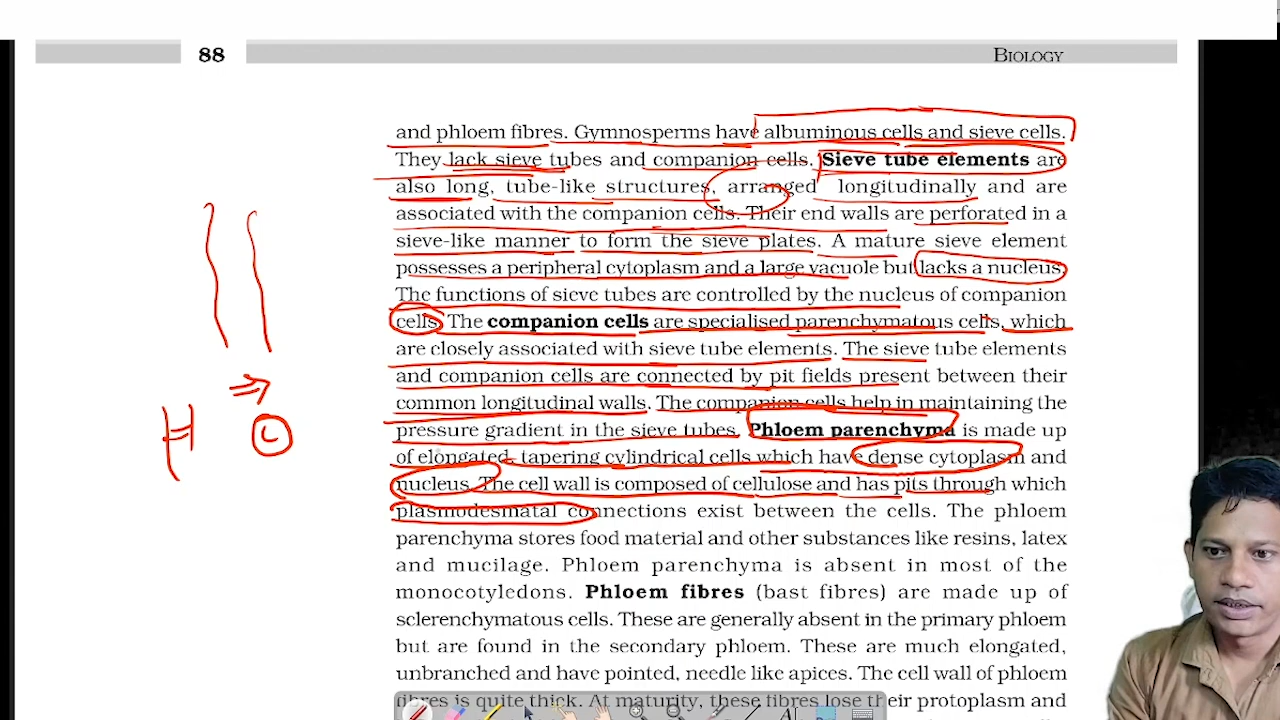 88
BIOLOGY
and phloem fibres. Gymnosperms have albuminous cells and sieve cells.
They lack sieve tubes and companion cells. Sieve tube elements are
also long, tube-like structures, arranged longitudinally and are
associated with the companion cells. Their end walls are perforated in a
sieve-like manner to form the sieve plates. A mature sieve element
possesses a peripheral cytoplasm and a large vacuole but lacks a nucleus.
The functions of sieve tubes are controlled by the nucleus of companion
cells. The companion cells are specialised parenchymatous cells, which
are closely associated with sieve tube elements. The sieve tube elements
and companion cells are connected by pit fields present between their
common longitudinal walls. The companion cells help in maintaining the
pressure gradient in the sieve tubes. Phloem parenchyma is made up
of elongated, tapering cylindrical cells which have dense cytoplasm and
nucleus. The cell wall is composed of cellulose and has pits through which
plasmodesmatal connections exist between the cells. The phloem
parenchyma stores food material and other substances like resins, latex
and mucilage. Phloem parenchyma is absent in most of the
monocotyledons. Phloem fibres (bast fibres) are made up of
sclerenchymatous cells. These are generally absent in the primary phloem
but are found in the secondary phloem. These are much elongated,
unbranched and have pointed, needle like apices. The cell wall of phloem
fibres is quite thick. At maturity, these fibres lose their protoplasm and